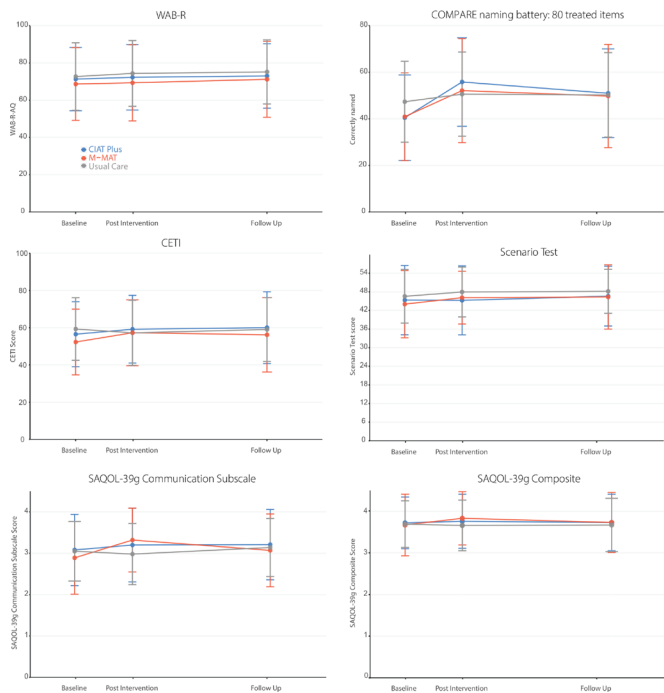 WAB-R
100
80
60
40
20
0
WAB-R-AQ
CIAT Plus
M-MAT
Usual Care
Baseline
Post Intervention
Follow Up
COMPARE naming battery: 80 treated items
80
60
40
20
0
Correctly named
Baseline
Post Intervention
Follow Up
CETI
100
80
60
40
20
0
CETI Score
Baseline
Post Intervention
Follow Up
Scenario Test
54
48
42
36
30
24
18
12
6
0
Scenario Test score
Baseline
Post Intervention
Follow Up
SAQOL-39g Communication Subscale
4
3
2
1
0
SAQOL-39g Communication Subscale Score
Baseline
Post Intervention
Follow Up
SAQOL-39g Composite
4
3
2
1
0
SAQOL-39g Composite Score
Baseline
Post Intervention
Follow Up